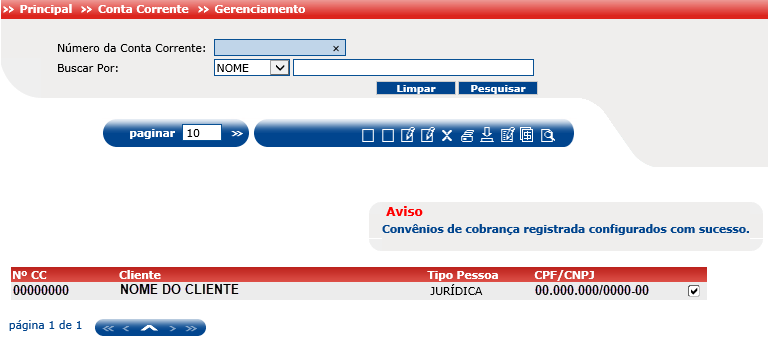 >> Principal >> Conta Corrente >> Gerenciamento
Número da Conta Corrente: ×
Buscar Por: NOME
Limpar Pesquisar
paginar 10 >>
Aviso
Convênios de cobrança registrada configurados com sucesso.
Nº CC Cliente Tipo Pessoa CPF/CNPJ
00000000 NOME DO CLIENTE JURÍDICA 00.000.000/0000-00
página 1 de 1 << < > >>